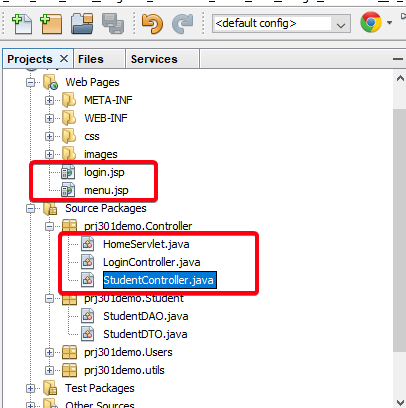 <default config>
Projects
Files
Services
Web Pages
META-INF
WEB-INF
css
images
login.jsp
menu.jsp
Source Packages
prj301demo.Controller
HomeServlet.java
LoginController.java
StudentController.java
prj301demo.Student
StudentDAO.java
StudentDTO.java
prj301demo.Users
prj301demo.utils
Test Packages
Other Sources